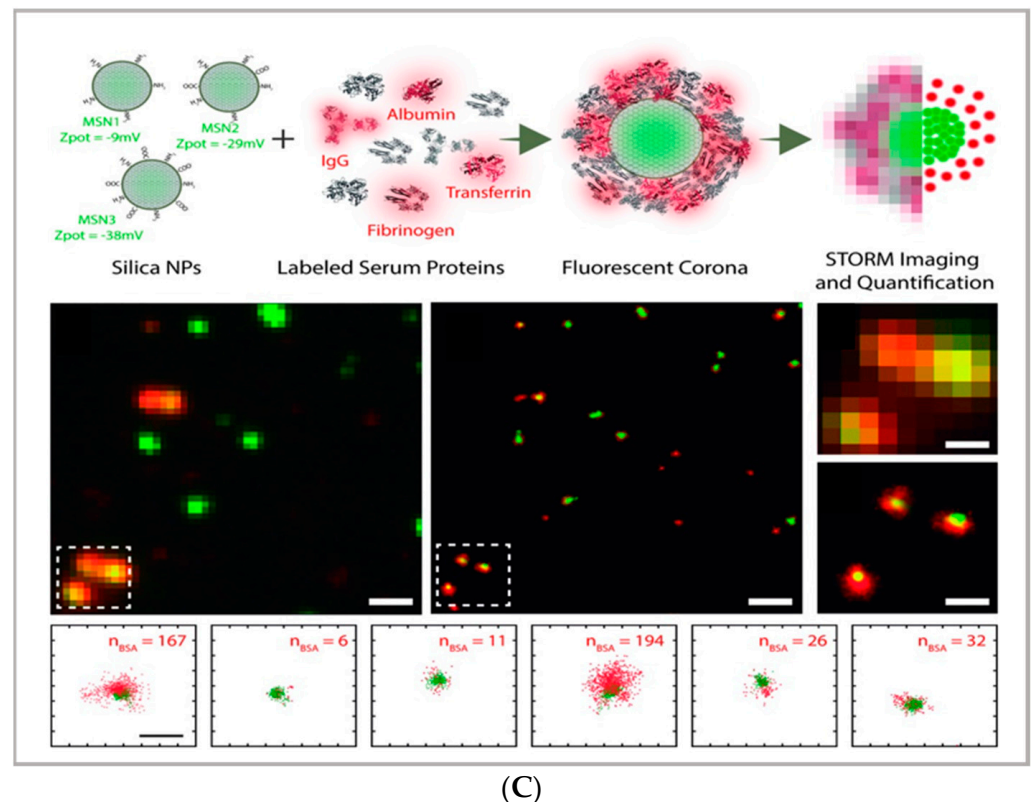 MSN1
Zpot = -9mV
MSN2
Zpot = -29mV
MSN3
Zpot = -38mV
+
Albumin
IgG
Transferrin
Fibrinogen
Silica NPs
Labeled Serum Proteins
Fluorescent Corona
STORM Imaging
and Quantification
nBSA = 167
nBSA = 6
nBSA = 11
nBSA = 194
nBSA = 26
nBSA = 32
(C)